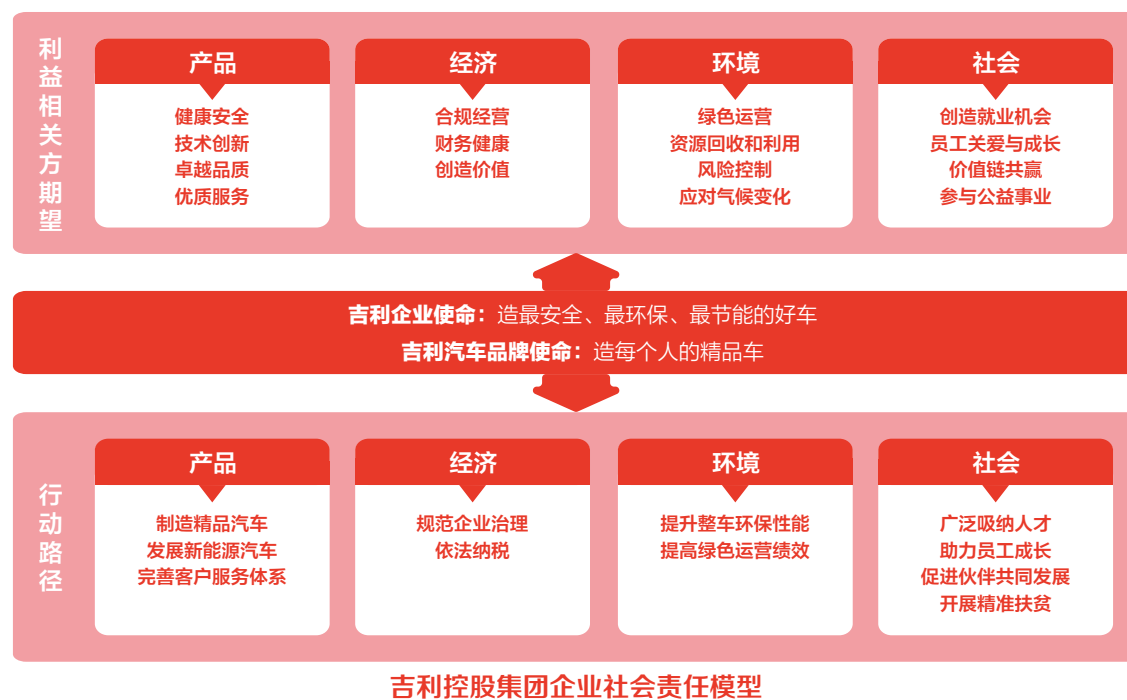 利益相关方期望
产品
健康安全
技术创新
卓越品质
优质服务
经济
合规经营
财务健康
创造价值
环境
绿色运营
资源回收和利用
风险控制
应对气候变化
社会
创造就业机会
员工关爱与成长
价值链共赢
参与公益事业
吉利企业使命：造最安全、最环保、最节能的好车
吉利汽车品牌使命：造每个人的精品车
行动路径
产品
制造精品汽车
发展新能源汽车
完善客户服务体系
经济
规范企业治理
依法纳税
环境
提升整车环保性能
提高绿色运营绩效
社会
广泛吸纳人才
助力员工成长
促进伙伴共同发展
开展精准扶贫
吉利控股集团企业社会责任模型